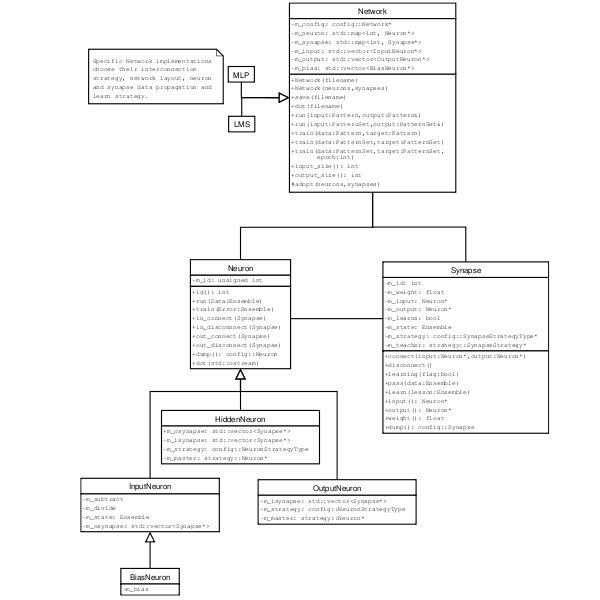 Network
-m_config: config::Network*
-m_neuron: std::map<int, Neuron*>
-m_synapse: std::map<int, Synapse*>
-m_input: std::vector<InputNeuron*>
-m_output: std::vector<OutputNeuron*>
-m_bias: std::vector<BiasNeuron*>
+Network(filename)
+Network(neurons,synapses)
+save(filename)
+dot(filename)
+run(input:Pattern,output:Pattern&)
+run(input:PatternSet,output:PatternSet&)
+train(data:Pattern,target:Pattern)
+train(data:PatternSet,target:PatternSet)
+train(data:PatternSet,target:PatternSet,
epoch:int)
+input_size(): int
+output_size(): int
#adopt(neurons,synapses)
Specific Network implementations
choose their interconnection
strategy, network layout, neuron
and synapse data propagation and
learn strategy.
MLP
LMS
Neuron
-m_id: unsigned int
+id(): int
+run(Data:Ensemble)
+train(Error:Ensemble)
+in_connect(Synapse)
+in_disconnect(Synapse)
+out_connect(Synapse)
+out_disconnect(Synapse)
+dump(): config::Neuron
+dot(std::ostream)
Synapse
-m_id: int
-m_weight: float
-m_input: Neuron*
-m_output: Neuron*
-m_learns: bool
-m_state: Ensemble
-m_strategy: config::SynapseStrategyType*
-m_teacher: strategy::SynapseStrategy*
+connect(input:Neuron*,output:Neuron*)
+disconnect()
+learning(flag:bool)
+pass(data:Ensemble)
+learn(lesson:Ensemble)
+input(): Neuron*
+output(): Neuron*
+weight(): float
+dump(): config::Synapse
HiddenNeuron
+m_osynapse: std::vector<Synapse*>
-m_isynapse: std::vector<Synapse*>
-m_strategy: config::NeuronStrategyType
-m_master: strategy::Neuron*
InputNeuron
-m_subtract
-m_divide
-m_state: Ensemble
-m_osynapse: std::vector<Synapse*>
OutputNeuron
-m_isynapse: std::vector<Synapse*>
-m_strategy: config::NeuronStrategyType
-m_master: strategy::Neuron*
BiasNeuron
-m_bias